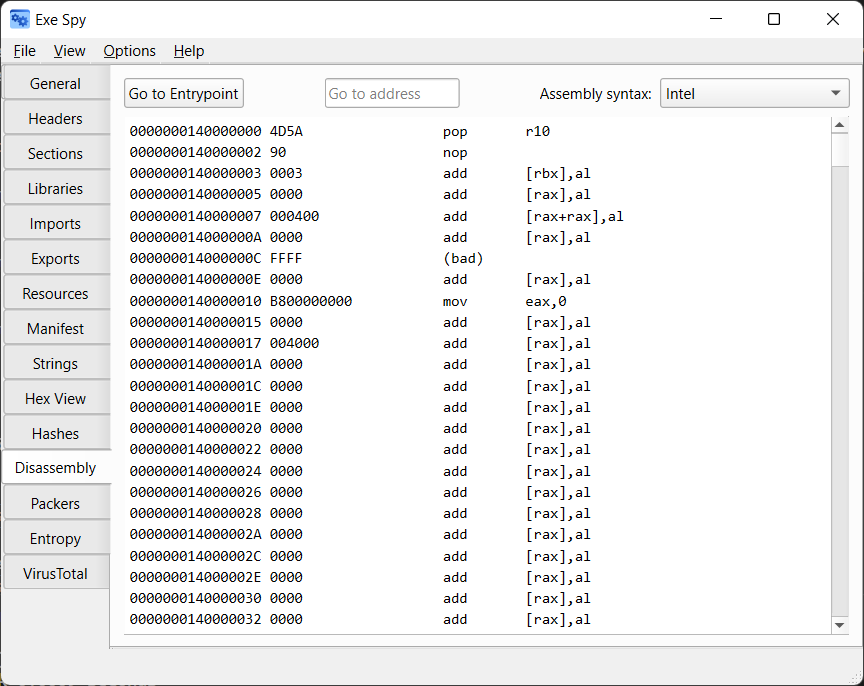 Exe Spy
File View Options Help
General
Headers
Sections
Libraries
Imports
Exports
Resources
Manifest
Strings
Hex View
Hashes
Disassembly
Packers
Entropy
VirusTotal
Go to Entrypoint Go to address Assembly syntax: Intel
0000000140000000 4D5A pop r10
0000000140000002 90 nop
0000000140000003 0003 add [rbx],al
0000000140000005 0000 add [rax],al
0000000140000007 000400 add [rax+rax],al
000000014000000A 0000 add [rax],al
000000014000000C FFFF (bad)
000000014000000E 0000 add [rax],al
0000000140000010 B800000000 mov eax,0
0000000140000015 0000 add [rax],al
0000000140000017 004000 add [rax],al
000000014000001A 0000 add [rax],al
000000014000001C 0000 add [rax],al
000000014000001E 0000 add [rax],al
0000000140000020 0000 add [rax],al
0000000140000022 0000 add [rax],al
0000000140000024 0000 add [rax],al
0000000140000026 0000 add [rax],al
0000000140000028 0000 add [rax],al
000000014000002A 0000 add [rax],al
000000014000002C 0000 add [rax],al
000000014000002E 0000 add [rax],al
0000000140000030 0000 add [rax],al
0000000140000032 0000 add [rax],al